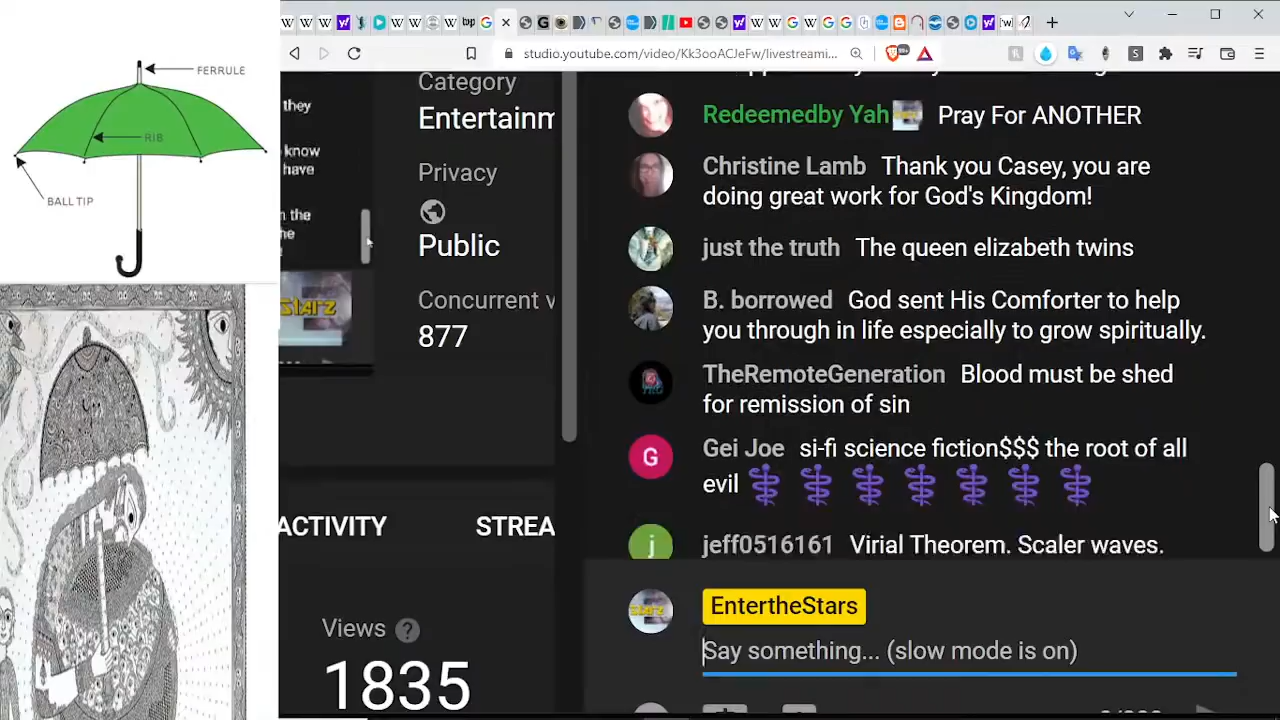 FERRULE
RIB
BALL TIP
bp
studio.youtube.com/video/Kk3ooACJeFw/livestreami...
99+
S
they
know
have
n the
Starz
Category
Entertainm
Privacy
Public
Concurrent v
877
ACTIVITY STREA
Views ?
1835
Redeemedby Yah Pray For ANOTHER
Christine Lamb Thank you Casey, you are
doing great work for God's Kingdom!
just the truth The queen elizabeth twins
B. borrowed God sent His Comforter to help
you through in life especially to grow spiritually.
TheRemoteGeneration Blood must be shed
for remission of sin
G
Gei Joe si-fi science fiction$$$ the root of all
evil
j
jeff0516161 Virial Theorem. Scaler waves.
EntertheStars
Say something... (slow mode is on)